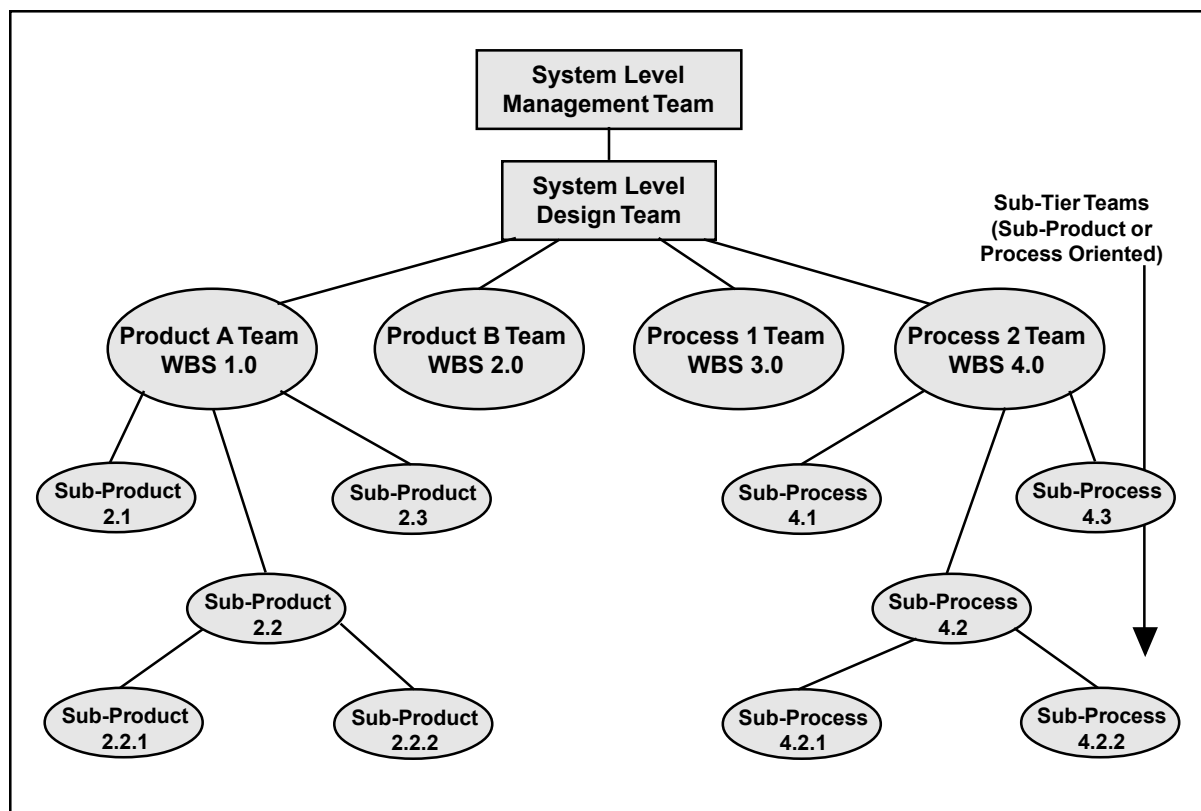 System Level
Management Team
System Level
Design Team
Sub-Tier Teams
(Sub-Product or
Process Oriented)
Product A Team
WBS 1.0
Product B Team
WBS 2.0
Process 1 Team
WBS 3.0
Process 2 Team
WBS 4.0
Sub-Product
2.1
Sub-Product
2.3
Sub-Process
4.1
Sub-Process
4.3
Sub-Product
2.2
Sub-Process
4.2
Sub-Product
2.2.1
Sub-Product
2.2.2
Sub-Process
4.2.1
Sub-Process
4.2.2